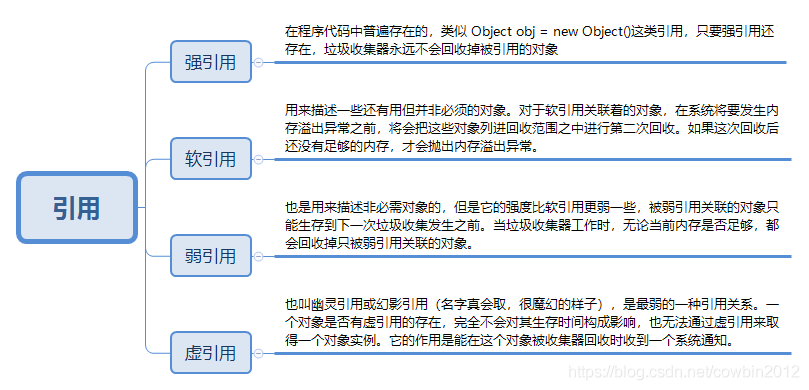 引用
强引用
在程序代码中普遍存在的，类似 Object obj = new Object()这类引用，只要强引用还
存在，垃圾收集器永远不会回收掉被引用的对象
软引用
用来描述一些还有用但并非必须的对象。对于软引用关联着的对象，在系统将要发生内
存溢出异常之前，将会把这些对象列进回收范围之中进行第二次回收。如果这次回收后
还没有足够的内存，才会抛出内存溢出异常。
弱引用
也是用来描述非必需对象的，但是它的强度比软引用更弱一些，被弱引用关联的对象只
能生存到下一次垃圾收集发生之前。当垃圾收集器工作时，无论当前内存是否足够，都
会回收掉只被弱引用关联的对象。
虚引用
也叫幽灵引用或幻影引用（名字真会取，很魔幻的样子），是最弱的一种引用关系。一
个对象是否有虚引用的存在，完全不会对其生存时间构成影响，也无法通过虚引用来取
得一个对象实例。它的作用是能在这个对象被收集器回收时收到一个系统通知。
https://blog.csdn.net/cowbin2012